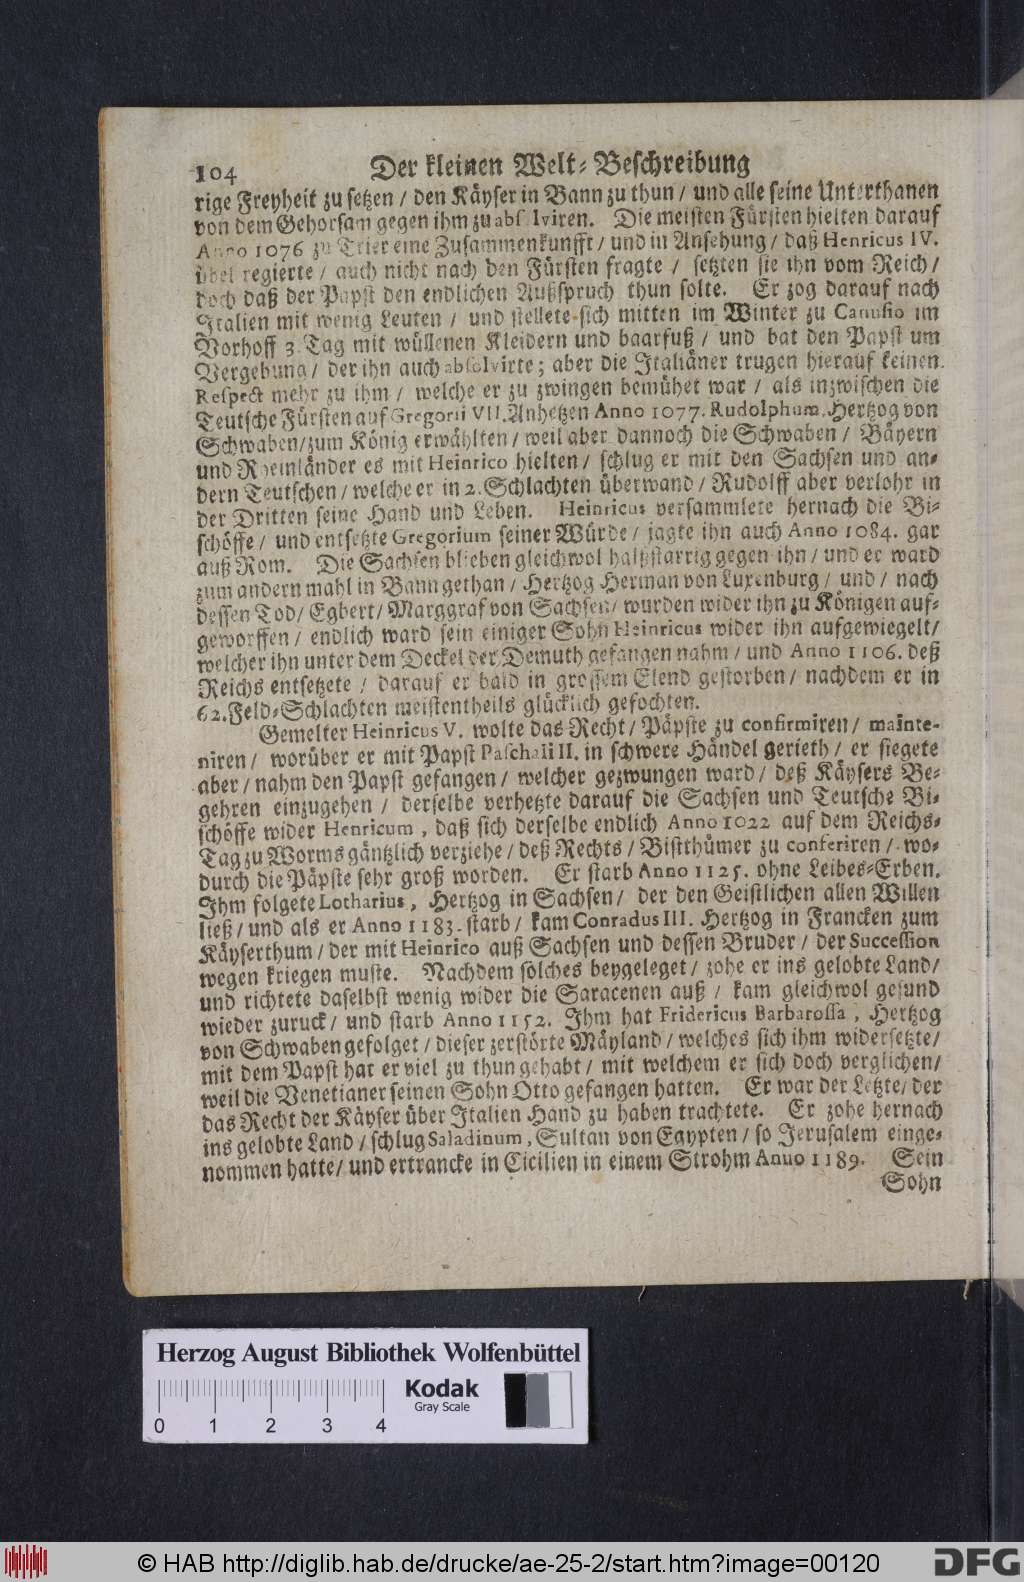 104 Der kleinen Welt-Beschreibung
rige Freyheit zu setzen / den Käyser in Bann zu thun / und alle seine Unterthanen
von dem Gehorsam gegen ihm zu abs lviren. Die meisten Fürsten hielten darauf
Anno 1076 zu Trier eine Zusammenkunfft / und in Ansehung / daß Henricus IV.
übel regierte / auch nicht nach den Fürsten fragte / setzten sie ihn vom Reich /
doch daß der Papst den endlichen Außspruch thun solte. Er zog darauf nach
Italien mit wenig Leuten / und stellete sich mitten im Winter zu Canusio im
Vorhoff 3 Tag mit wüllenen Kleidern und baarfuß / und bat den Papst um
Vergebung / der ihn auch absolvirte; aber die Italiäner trugen hierauf keinen
Respect mehr zu ihm / welche er zu zwingen bemühet war / als inzwischen die
Teutsche Fürsten auf Gregorii VII. Anhetzen Anno 1077. Rudolphum, Hertzog von
Schwaben / zum König erwählten / weil aber dannoch die Schwaben / Bäyern
und Rheinländer es mit Heinrico hielten / schlug er mit den Sachsen und an-
dern Teutschen / welche er in 2. Schlachten überwand / Rudolff aber verlohr in
der Dritten seine Hand und Leben. Heinricus versammlete hernach die Bi-
schöffe / und entsetzte Gregorium seiner Würde / jagte ihn auch Anno 1084. gar
auß Rom. Die Sachsen blieben gleichwol halßstarrig gegen ihn / und er ward
zum andern mahl in Bann gethan / Hertzog Herman von Luxenburg / und / nach
dessen Tod / Egbert / Marggraf von Sachsen / wurden wider ihn zu Königen auf-
geworffen / endlich ward sein einiger Sohn Heinricus wider ihn aufgewiegelt /
welcher ihn unter dem Deckel der Demuth gefangen nahm / und Anno 1106. deß
Reichs entsetzete / darauf er bald in grossem Elend gestorben / nachdem er in
62. Feld-Schlachten meistentheils glücklich gefochten.
Gemelter Heinricus V. wolte das Recht / Päpste zu confirmiren / mainte-
niren / worüber er mit Papst Paschali II. in schwere Händel gerieth / er siegete
aber / nahm den Papst gefangen / welcher gezwungen ward / deß Käysers Be-
gehren einzugehen / derselbe verhetzte darauf die Sachsen und Teutsche Bi-
schöffe wider Henricum, daß sich derselbe endlich Anno 1022 auf dem Reichs-
Tag zu Worms gäntzlich verziehe / deß Rechts / Bistthümer zu conferiren / wo-
durch die Päpste sehr groß worden. Er starb Anno 1125. ohne Leibes-Erben.
Ihm folgete Lotharius, Hertzog in Sachsen / der den Geistlichen allen Willen
ließ / und als er Anno 1183. starb / kam Conradus III. Hertzog in Francken zum
Käyserthum / der mit Heinrico auß Sachsen und dessen Bruder / der Succession
wegen kriegen muste. Nachdem solches beygeleget / zohe er ins gelobte Land /
und richtete daselbst wenig wider die Saracenen auß / kam gleichwol gesund
wieder zuruck / und starb Anno 1152. Ihm hat Fridericus Barbarossa, Hertzog
von Schwaben gefolget / dieser zerstörte Mäyland / welches sich ihm widersetzte /
mit dem Papst hat er viel zu thun gehabt / mit welchem er sich doch verglichen /
weil die Venetianer seinen Sohn Otto gefangen hatten. Er war der Letzte / der
das Recht der Käyser über Italien Hand zu haben trachtete. Er zohe hernach
ins gelobte Land / schlug Saladinum, Sultan von Egypten / so Jerusalem einge-
nommen hatte / und ertrancke in Cicilien in einem Strohm Anuo 1189. Sein
Sohn
Herzog August Bibliothek Wolfenbüttel
Kodak
Gray Scale
0 1 2 3 4
© HAB http://diglib.hab.de/drucke/ae-25-2/start.htm?image=00120
DFG